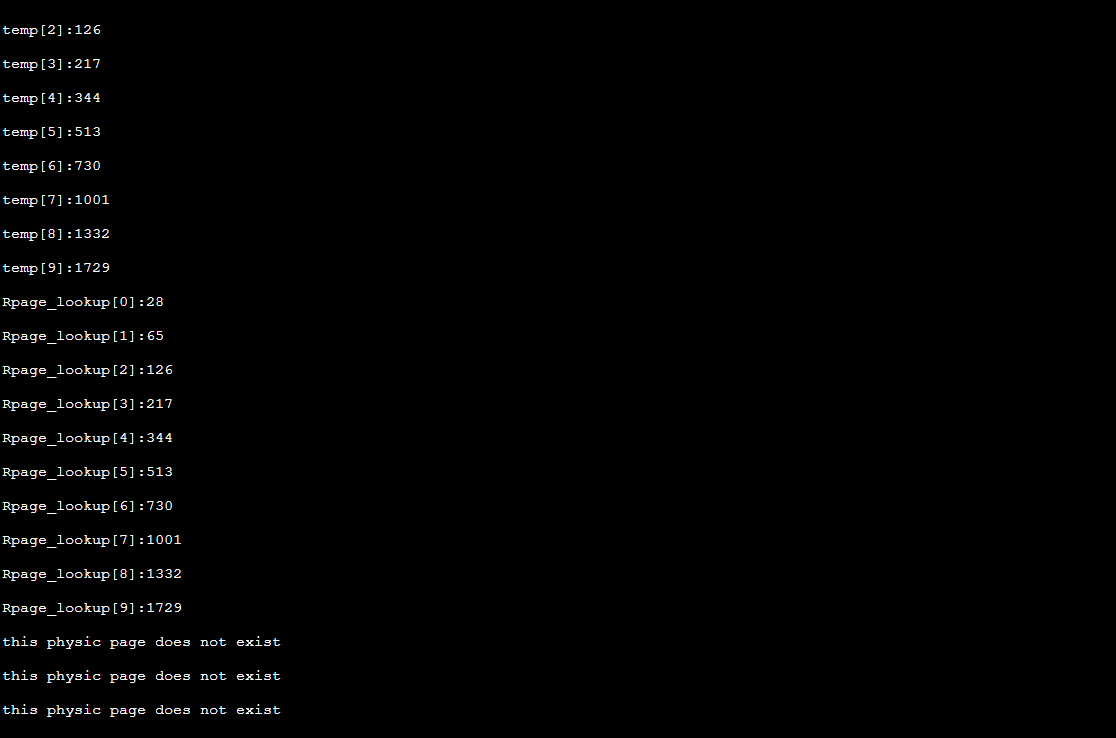 temp[2]:126
temp[3]:217
temp[4]:344
temp[5]:513
temp[6]:730
temp[7]:1001
temp[8]:1332
temp[9]:1729
Rpage_lookup[0]:28
Rpage_lookup[1]:65
Rpage_lookup[2]:126
Rpage_lookup[3]:217
Rpage_lookup[4]:344
Rpage_lookup[5]:513
Rpage_lookup[6]:730
Rpage_lookup[7]:1001
Rpage_lookup[8]:1332
Rpage_lookup[9]:1729
this physic page does not exist
this physic page does not exist
this physic page does not exist